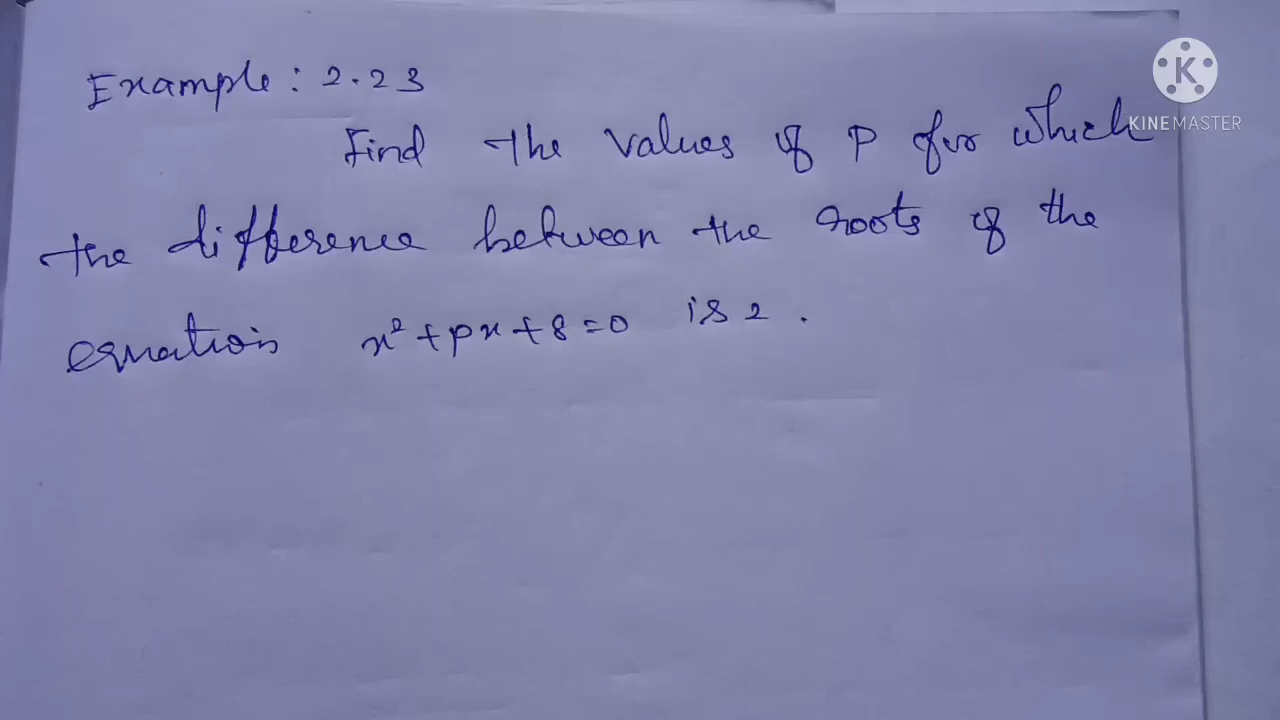 Example: 2.23
KINEMASTER
Find the values of P for which
the difference between the roots of the
equation x²+px+8=0 is 2.